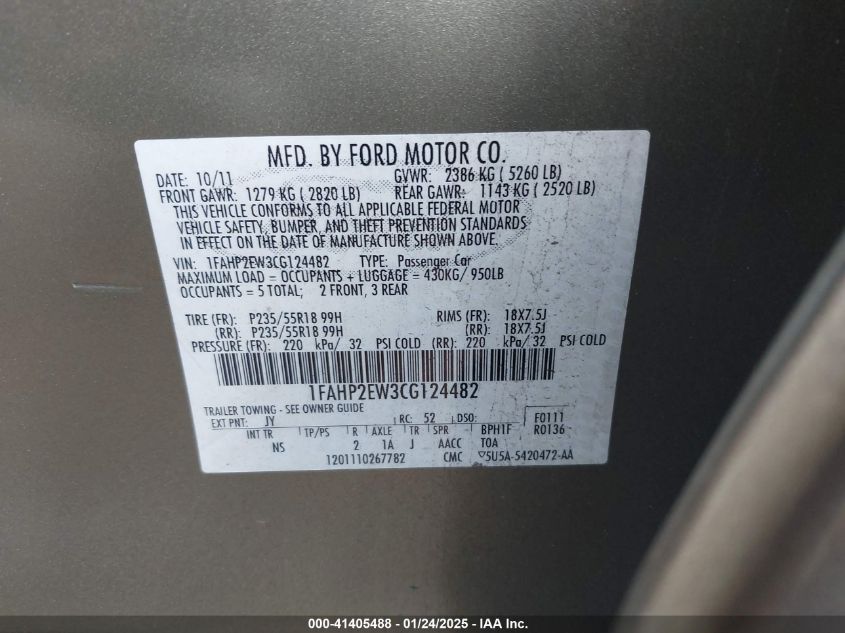 MFD. BY FORD MOTOR CO.
DATE: 10/11 GVWR: 2386 KG ( 5260 LB)
FRONT GAWR: 1279 KG ( 2820 LB) REAR GAWR: 1143 KG ( 2520 LB)
THIS VEHICLE CONFORMS TO ALL APPLICABLE FEDERAL MOTOR
VEHICLE SAFETY, BUMPER, AND THEFT PREVENTION STANDARDS
IN EFFECT ON THE DATE OF MANUFACTURE SHOWN ABOVE.
VIN: 1FAHP2EW3CG124482 TYPE: Passenger Car
MAXIMUM LOAD = OCCUPANTS + LUGGAGE = 430KG/ 950LB
OCCUPANTS = 5 TOTAL; 2 FRONT, 3 REAR
TIRE (FR): P235/55R18 99H RIMS (FR): 18X7.5J
(RR): P235/55R18 99H (RR): 18X7.5J
PRESSURE (FR): 220 kPa/ 32 PSI COLD (RR): 220 kPa/ 32 PSI COLD
1FAHP2EW3CG124482
TRAILER TOWING - SEE OWNER GUIDE
EXT PNT: JY RC: 52 DSO: F0111
INT TR TP/PS R AXLE TR SPR BPH1F R0136
NS 2 1A J AACC TOA
1201110267782 CMC ▽5U5A-5420472-AA
000-41405488 - 01/24/2025 - IAA Inc.